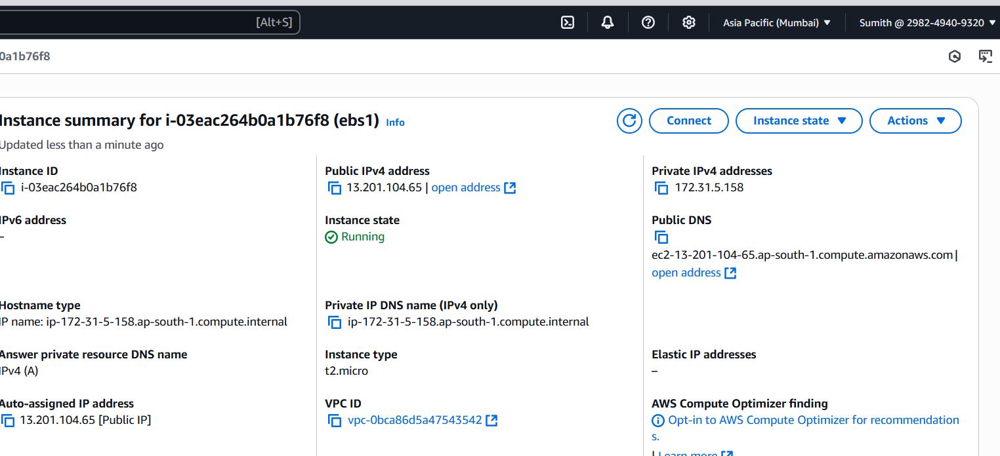 [Alt+S]
Asia Pacific (Mumbai)
Sumith @ 2982-4940-9320
0a1b76f8
Instance summary for i-03eac264b0a1b76f8 (ebs1) Info
Connect
Instance state
Actions
Updated less than a minute ago
Instance ID
i-03eac264b0a1b76f8
Public IPv4 address
13.201.104.65 | open address
Private IPv4 addresses
172.31.5.158
IPv6 address
–
Instance state
Running
Public DNS
ec2-13-201-104-65.ap-south-1.compute.amazonaws.com |
open address
Hostname type
IP name: ip-172-31-5-158.ap-south-1.compute.internal
Private IP DNS name (IPv4 only)
ip-172-31-5-158.ap-south-1.compute.internal
Answer private resource DNS name
IPv4 (A)
Instance type
t2.micro
Elastic IP addresses
–
Auto-assigned IP address
13.201.104.65 [Public IP]
VPC ID
vpc-0bca86d5a47543542
AWS Compute Optimizer finding
Opt-in to AWS Compute Optimizer for recommendation
s.
| Learn more